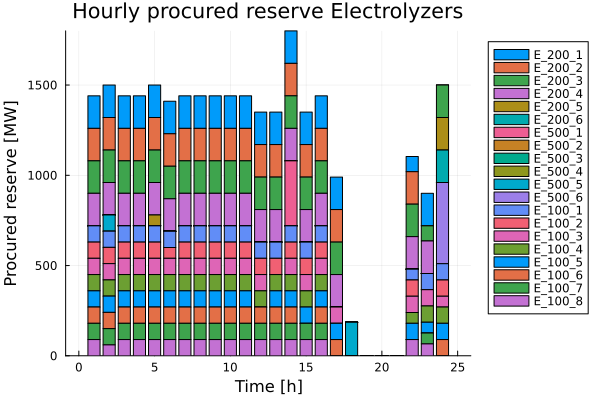 Hourly procured reserve Electrolyzers
Procured reserve [MW]
1500
1000
500
0
0
5
10
15
20
25
Time [h]
E_200_1
E_200_2
E_200_3
E_200_4
E_200_5
E_200_6
E_500_1
E_500_2
E_500_3
E_500_4
E_500_5
E_500_6
E_100_1
E_100_2
E_100_3
E_100_4
E_100_5
E_100_6
E_100_7
E_100_8